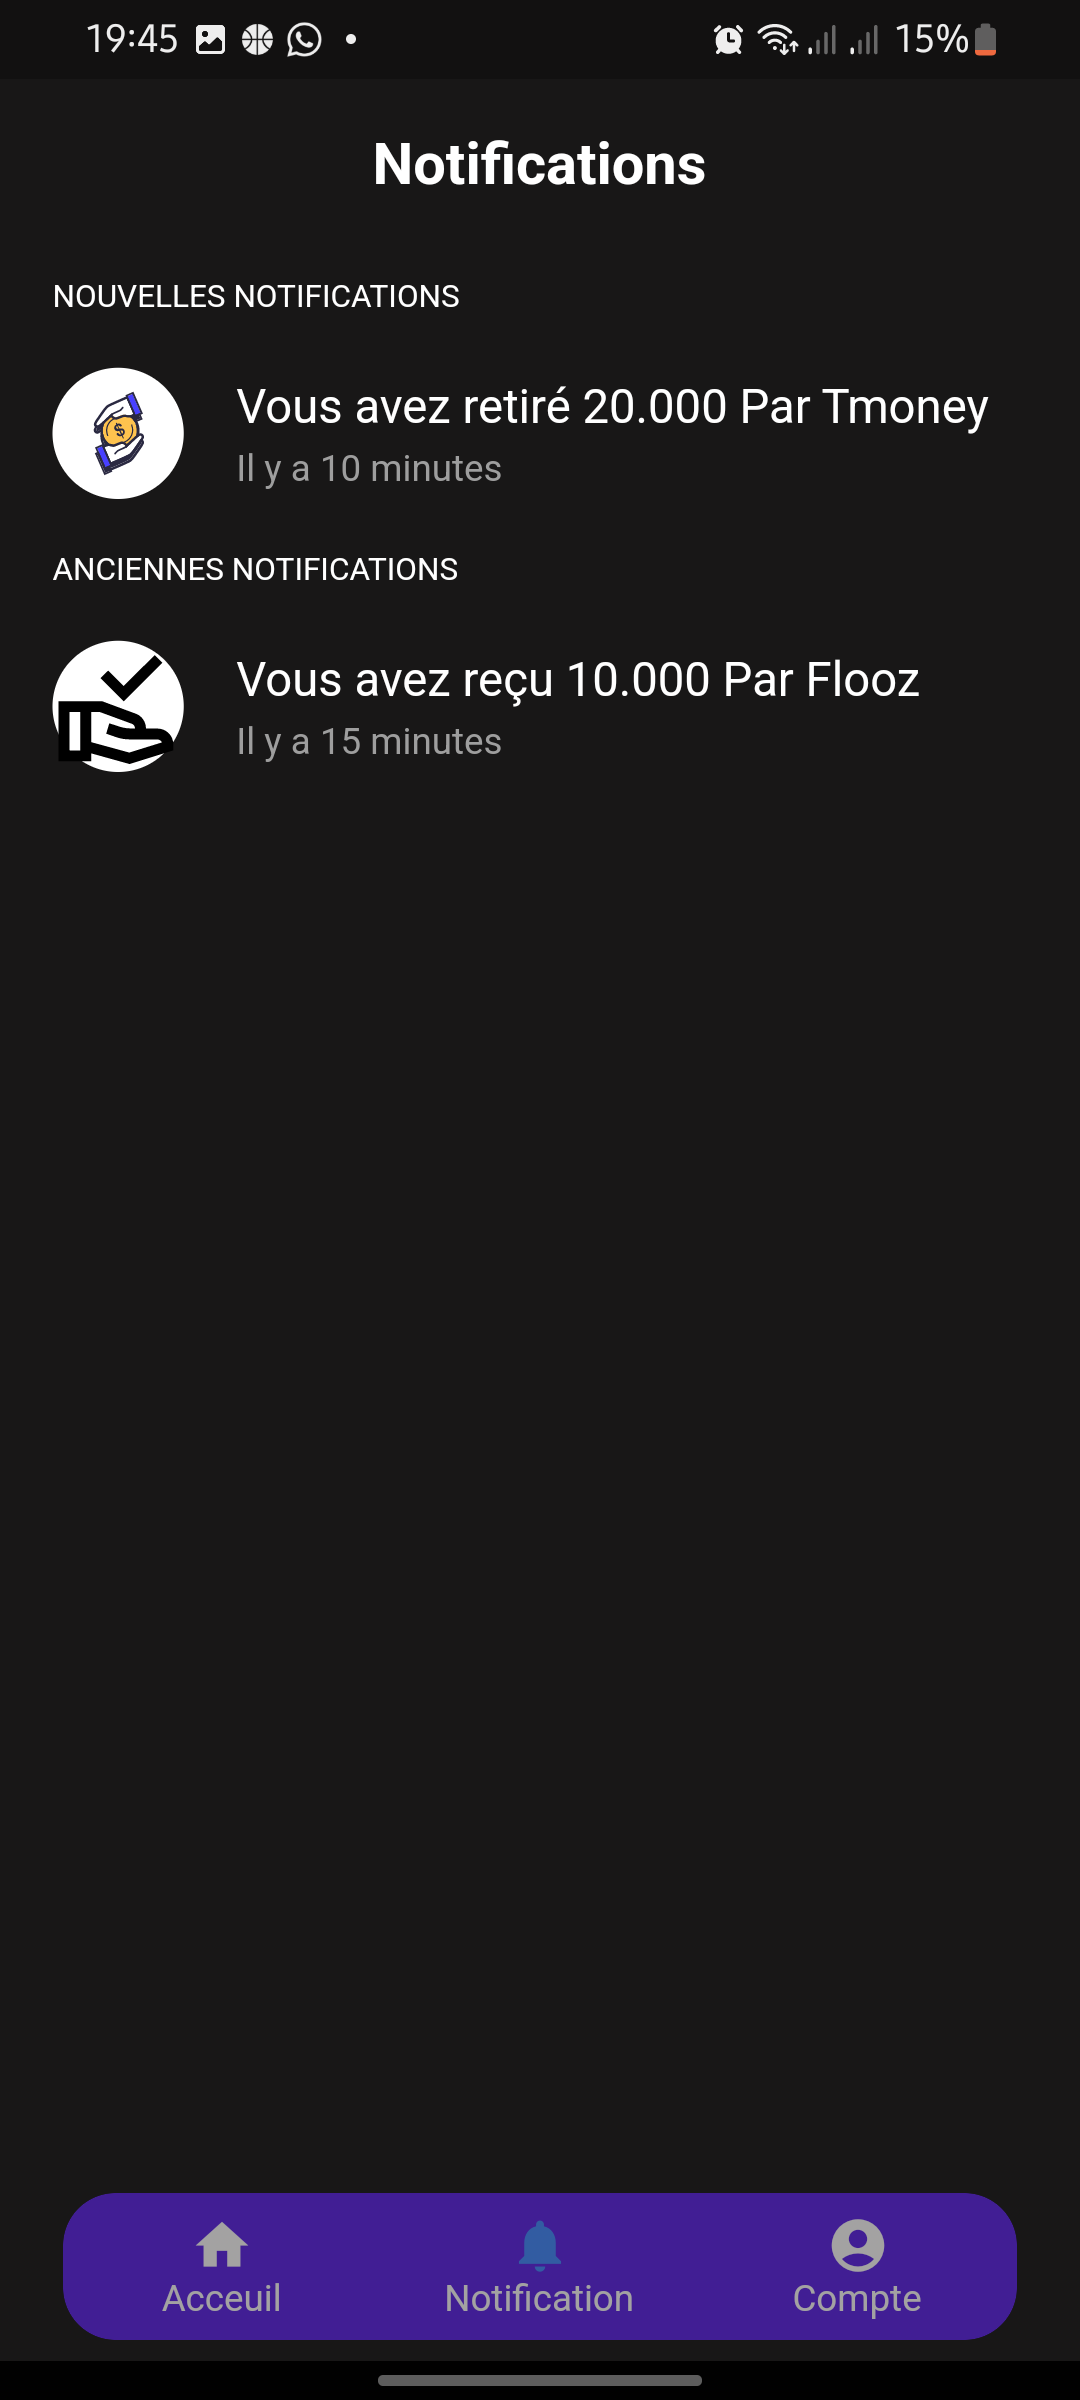 19:45
15%
Notifications
NOUVELLES NOTIFICATIONS
Vous avez retiré 20.000 Par Tmoney
Il y a 10 minutes
ANCIENNES NOTIFICATIONS
Vous avez reçu 10.000 Par Flooz
Il y a 15 minutes
Acceuil
Notification
Compte